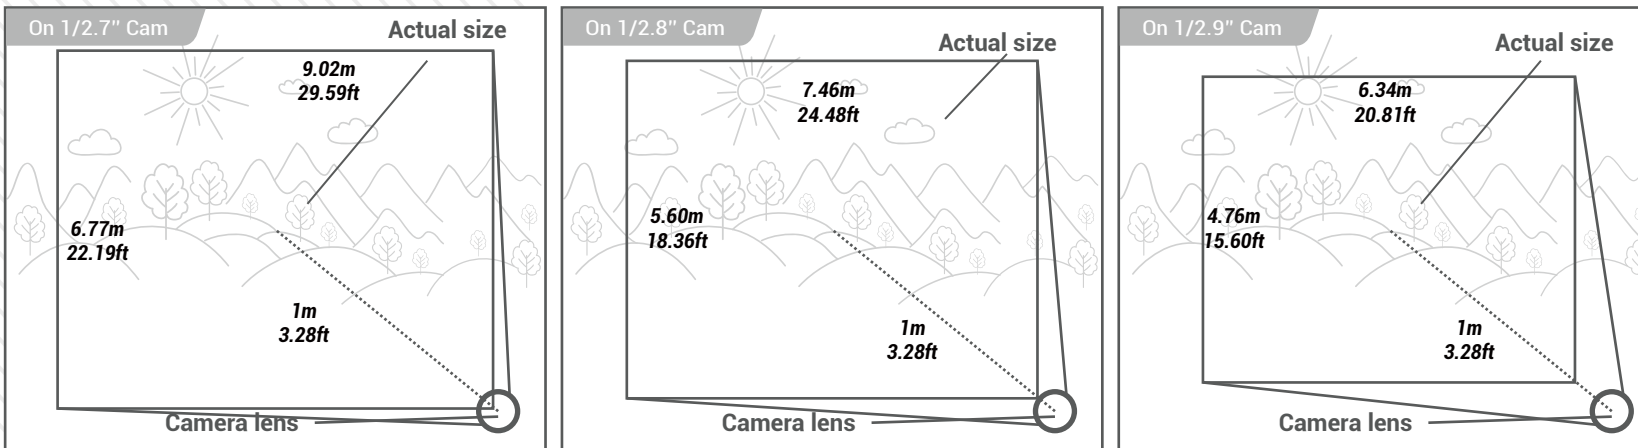 On 1/2.7" Cam
Actual size
9.02m
29.59ft
6.77m
22.19ft
1m
3.28ft
Camera lens
On 1/2.8" Cam
Actual size
7.46m
24.48ft
5.60m
18.36ft
1m
3.28ft
Camera lens
On 1/2.9" Cam
Actual size
6.34m
20.81ft
4.76m
15.60ft
1m
3.28ft
Camera lens